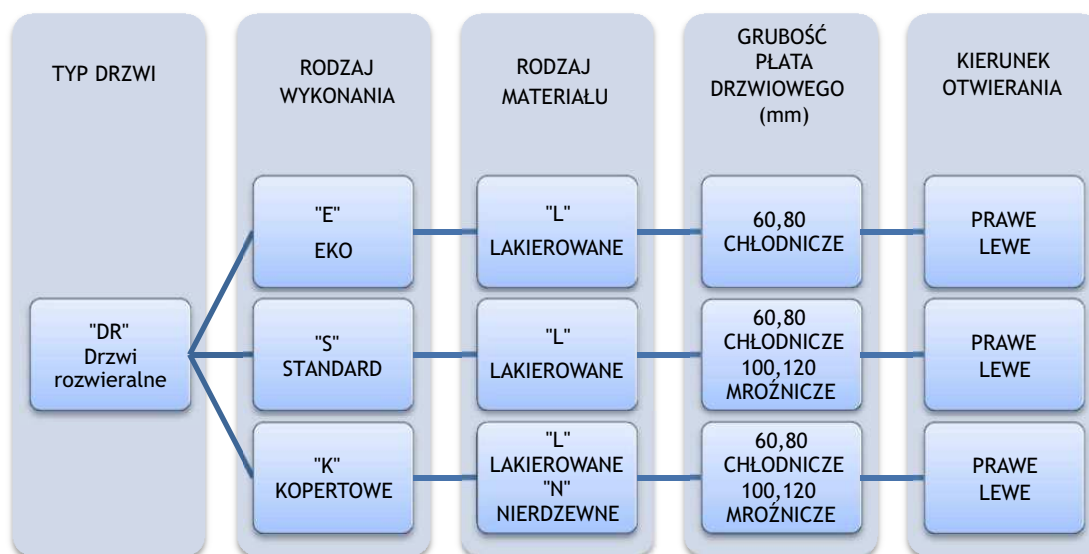 TYP DRZWI
RODZAJ
WYKONANIA
RODZAJ
MATERIAŁU
GRUBOŚĆ
PŁATA
DRZWIOWEGO
(mm)
KIERUNEK
OTWIERANIA
"DR"
Drzwi
rozwieralne
"E"
EKO
"L"
LAKIEROWANE
60,80
CHŁODNICZE
PRAWE
LEWE
"S"
STANDARD
"L"
LAKIEROWANE
60,80
CHŁODNICZE
100,120
MROŹNICZE
PRAWE
LEWE
"K"
KOPERTOWE
"L"
LAKIEROWANE
"N"
NIERDZEWNE
60,80
CHŁODNICZE
100,120
MROŹNICZE
PRAWE
LEWE